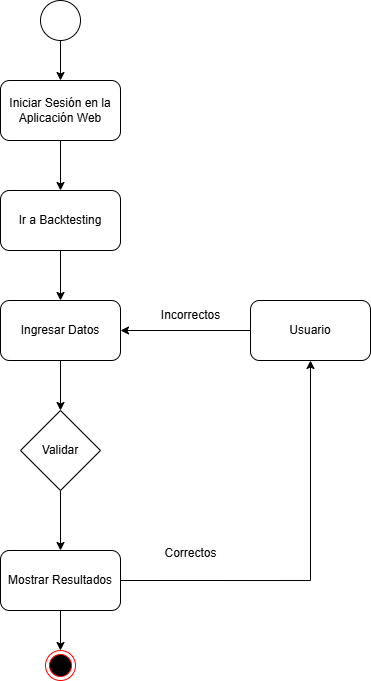 Iniciar Sesión en la
Aplicación Web
Ir a Backtesting
Incorrectos
Ingresar Datos
Usuario
Validar
Correctos
Mostrar Resultados